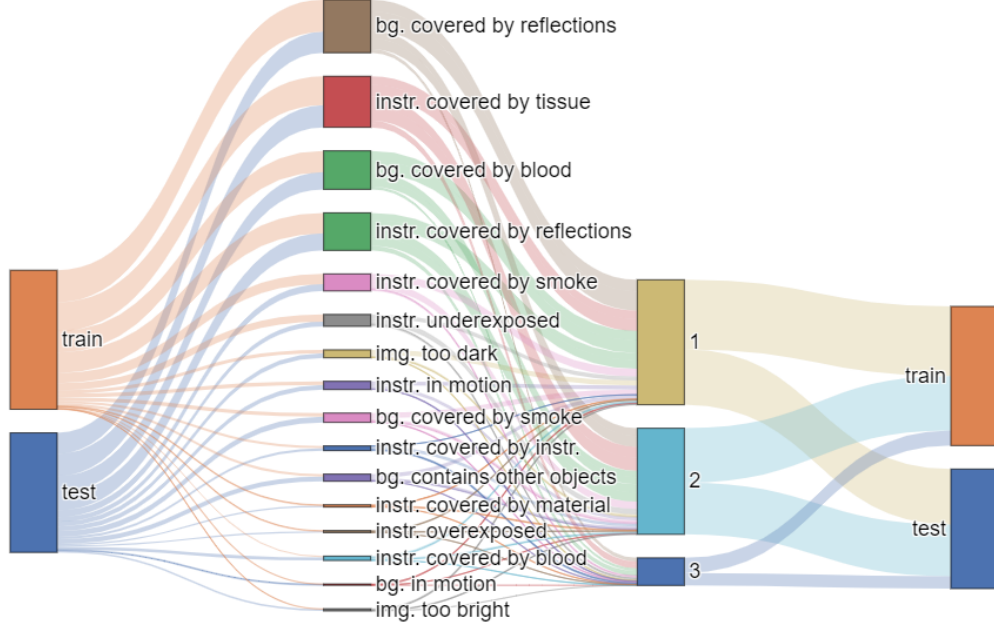 train
test
bg. covered by reflections
instr. covered by tissue
bg. covered by blood
instr. covered by reflections
instr. covered by smoke
instr. underexposed
img. too dark
instr. in motion
bg. covered by smoke
instr. covered by instr.
bg. contains other objects
instr. covered by material
instr. overexposed
instr. covered by blood
bg. in motion
img. too bright
1
2
3
train
test